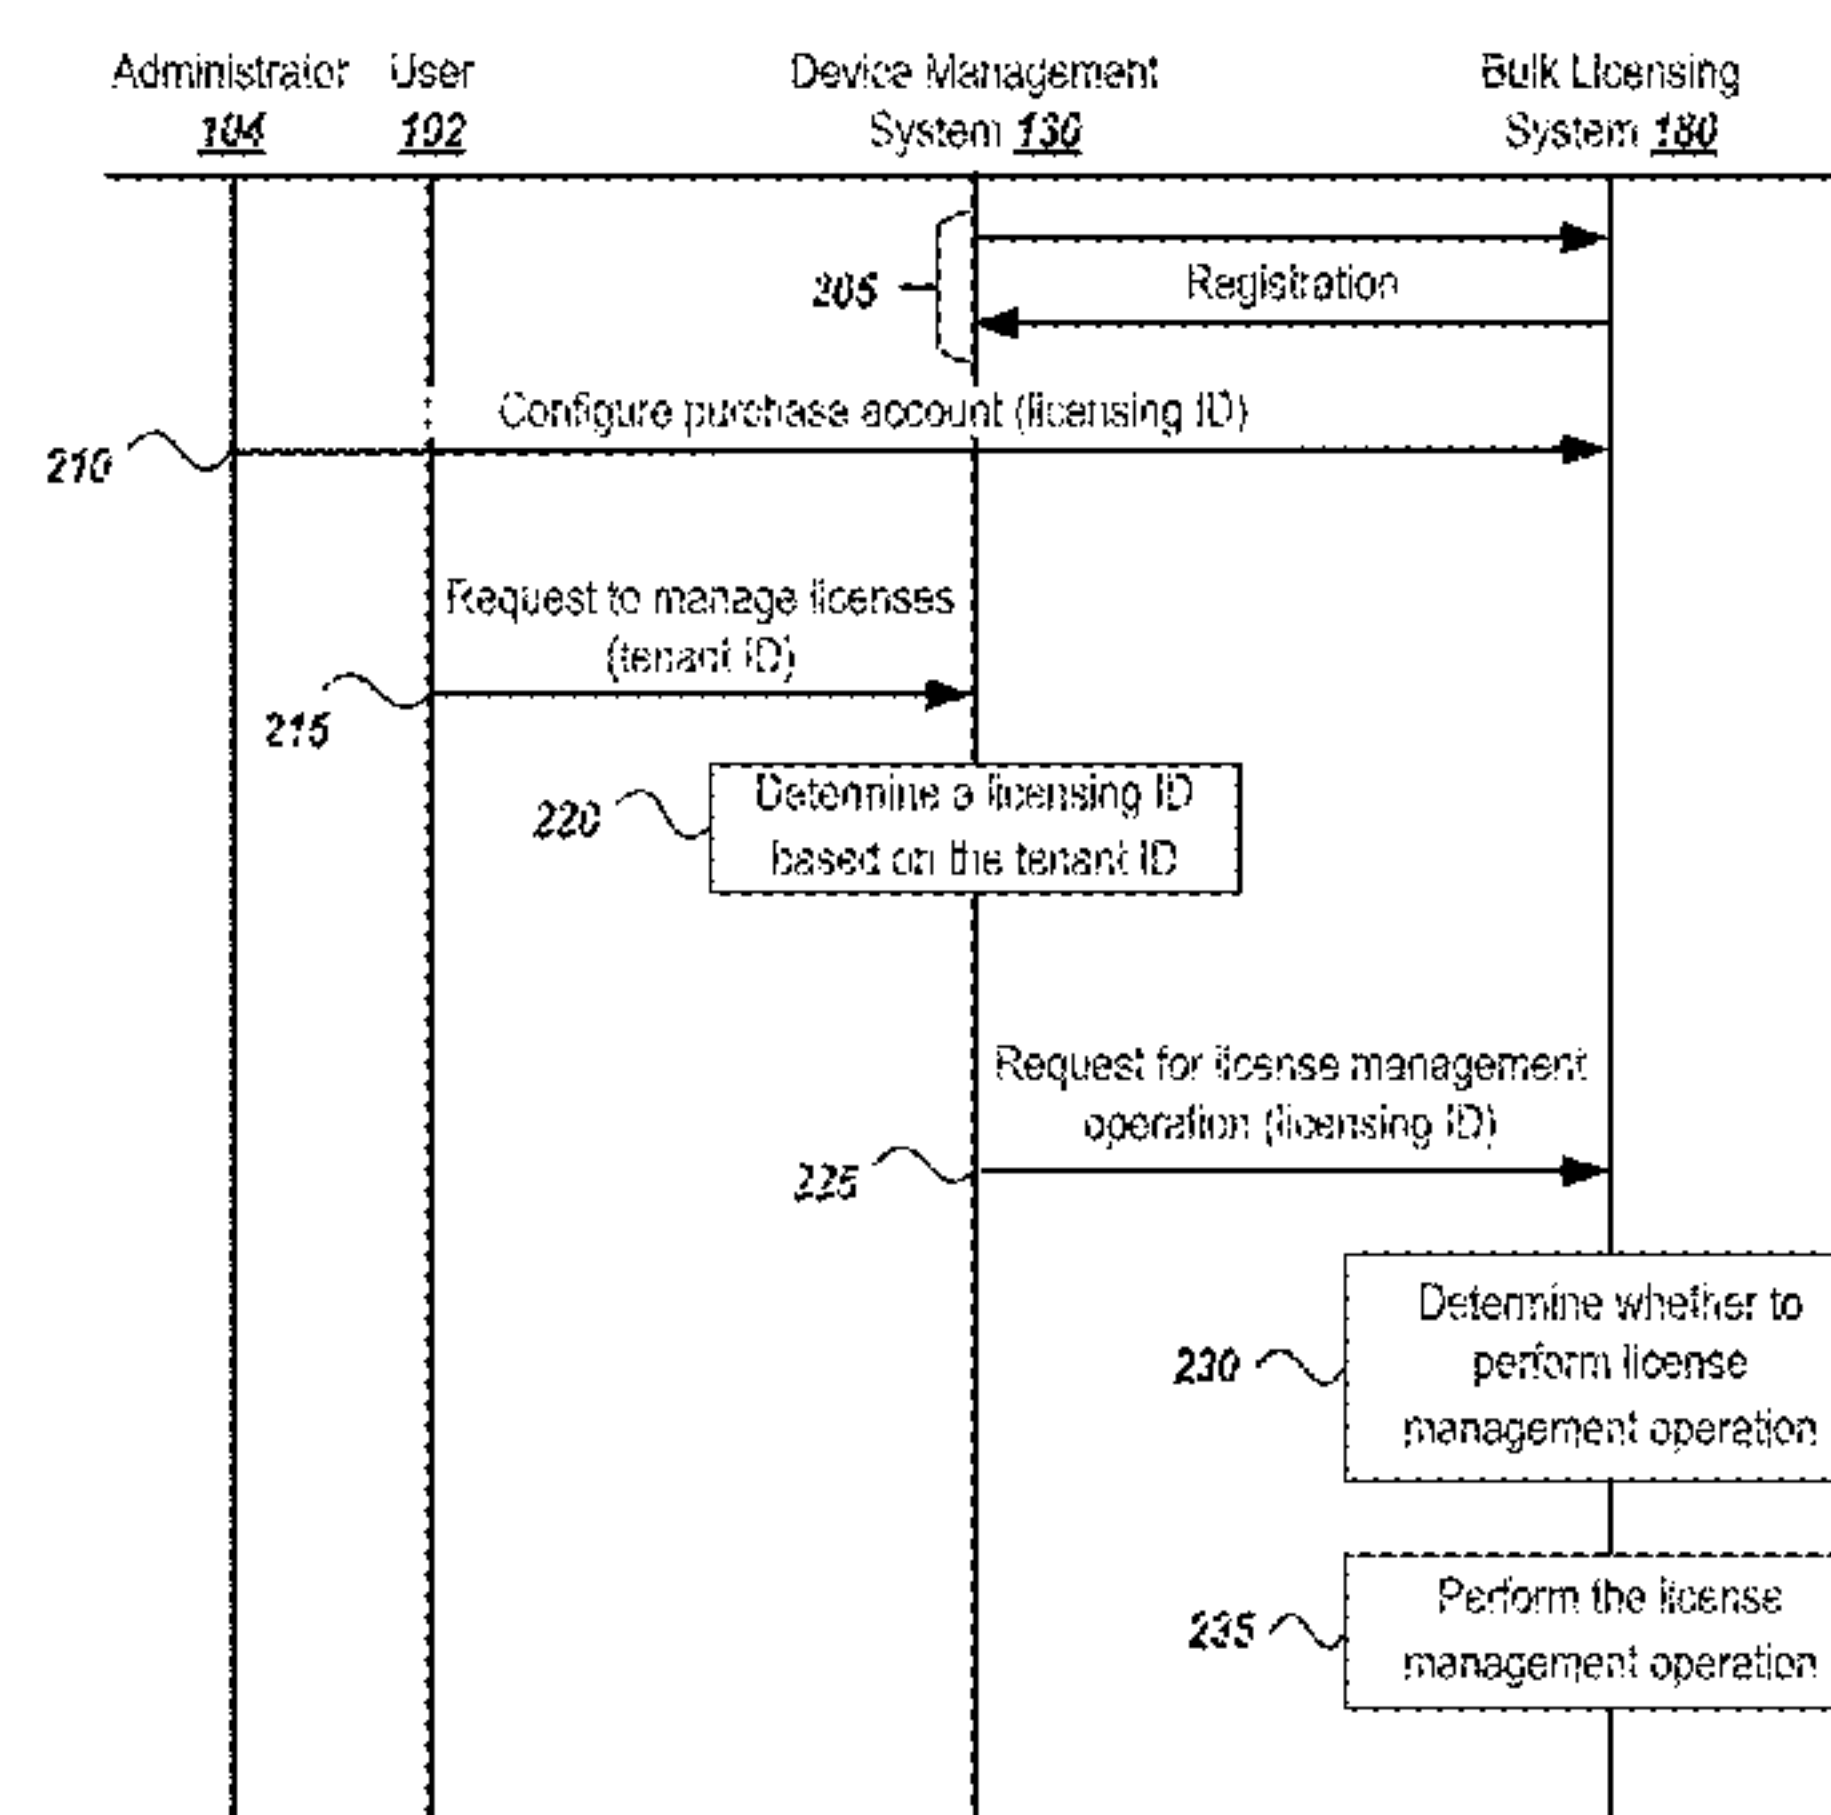 Administrator
104
User
102
Device Management
System 130
Bulk Licensing
System 180
205
Registration
Configure purchase account (licensing ID)
210
Request to manage licenses
(tenant ID)
215
220
Determine a licensing ID
based on the tenant ID
Request for license management
operation (licensing ID)
225
Determine whether to
perform license
management operation
230
Perform the license
management operation
235